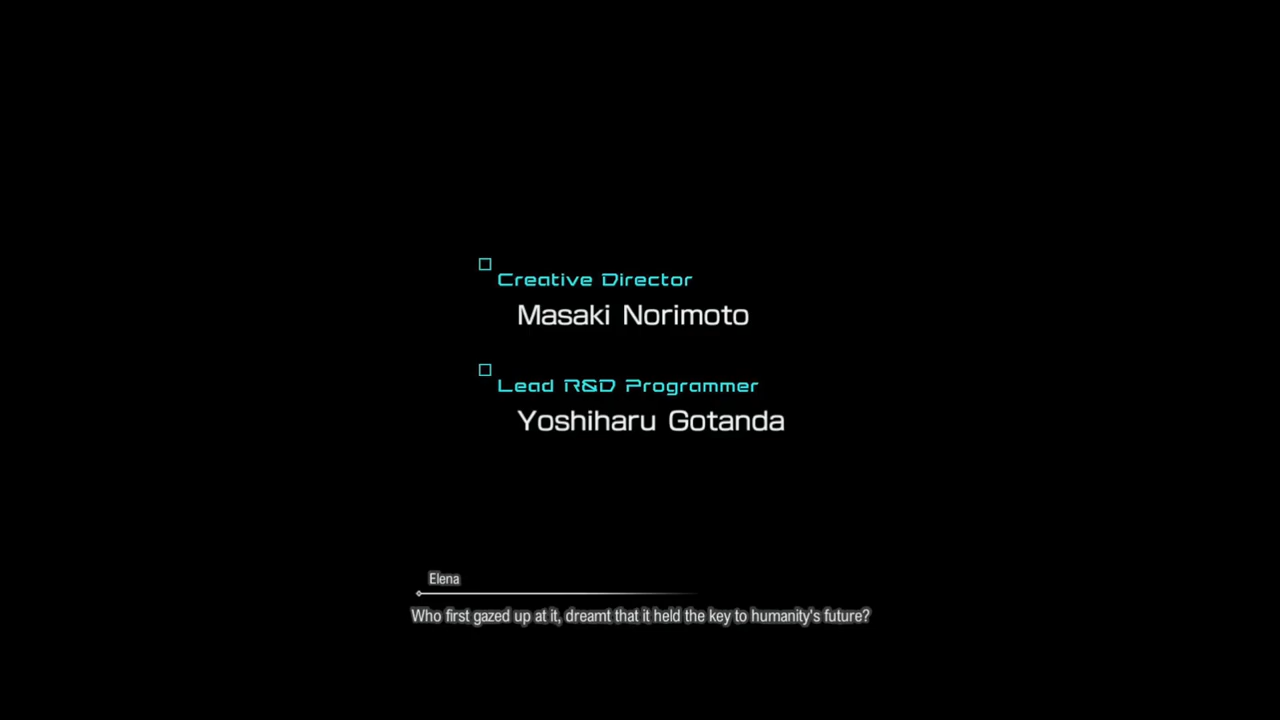 Creative Director
Masaki Norimoto
Lead R&D Programmer
Yoshiharu Gotanda
Elena
Who first gazed up at it, dreamt that it held the key to humanity's future?